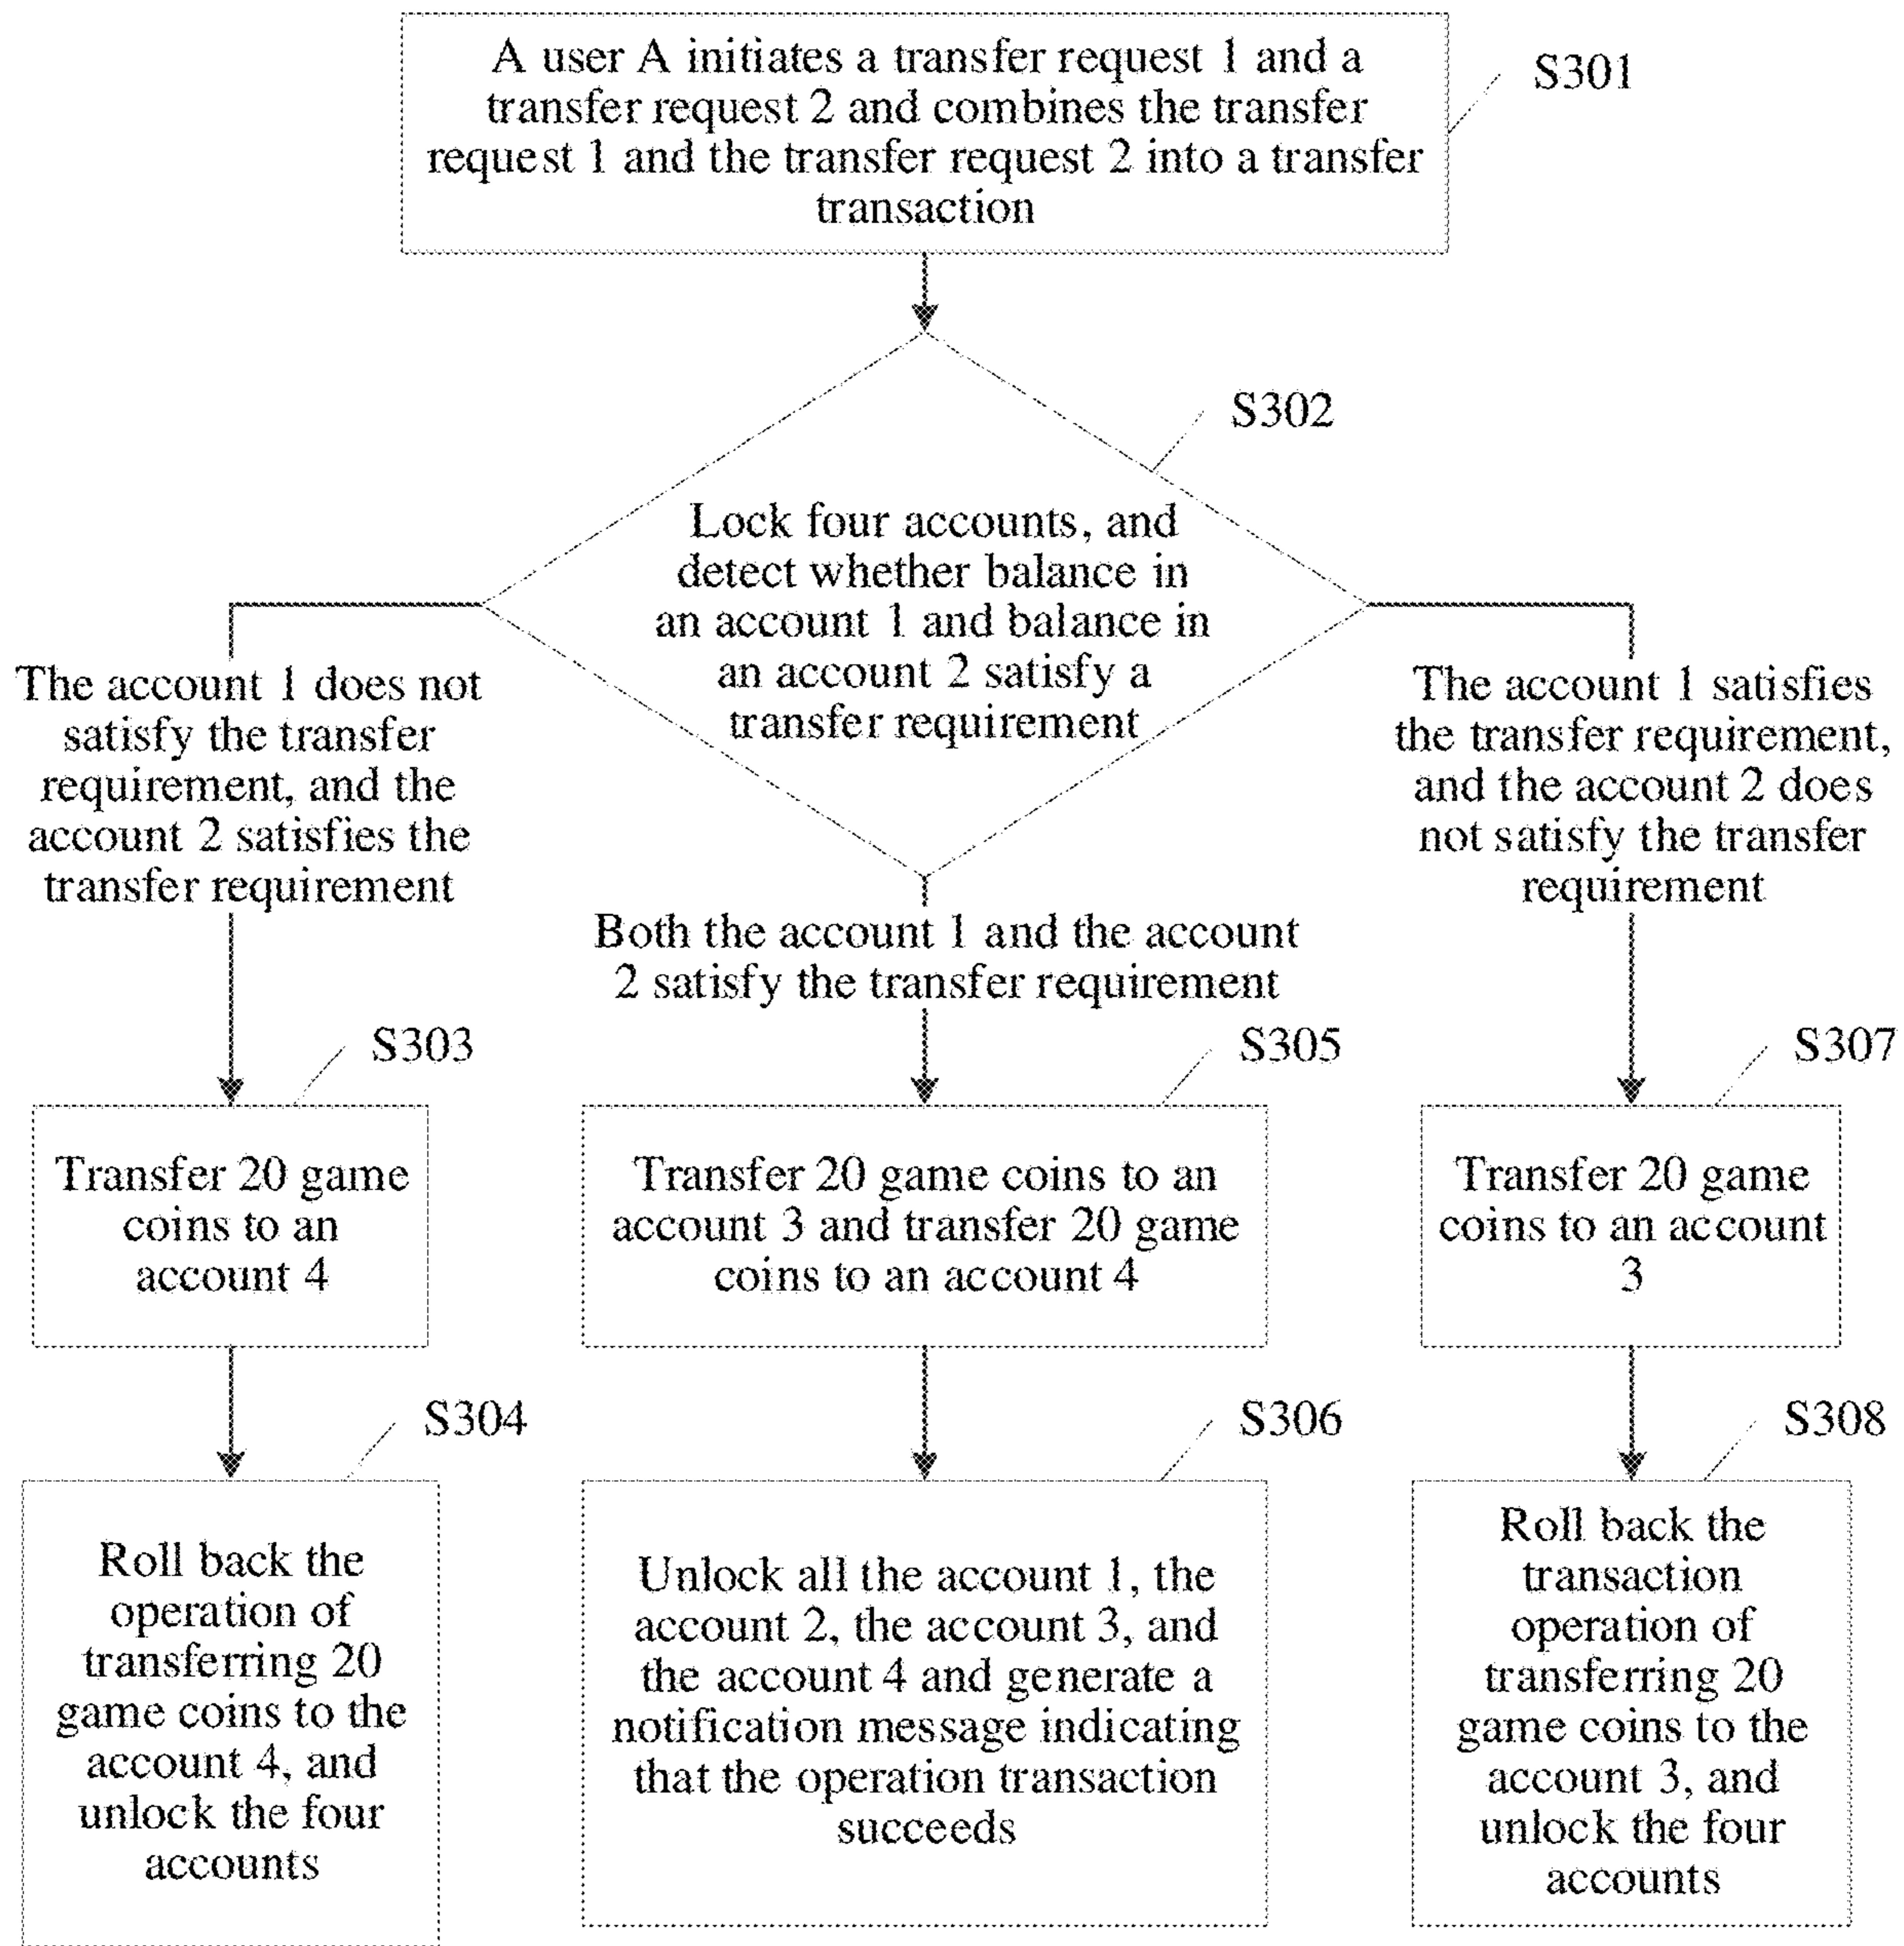 A user A initiates a transfer request 1 and a
transfer request 2 and combines the transfer
request 1 and the transfer request 2 into a transfer
transaction
S301
S302
Lock four accounts, and
detect whether balance in
an account 1 and balance in
an account 2 satisfy a
transfer requirement
The account 1 does not
satisfy the transfer
requirement, and the
account 2 satisfies the
transfer requirement
Both the account 1 and the account
2 satisfy the transfer requirement
The account 1 satisfies
the transfer requirement,
and the account 2 does
not satisfy the transfer
requirement
S303
Transfer 20 game
coins to an
account 4
S305
Transfer 20 game coins to an
account 3 and transfer 20 game
coins to an account 4
S307
Transfer 20 game
coins to an account
3
S304
Roll back the
operation of
transferring 20
game coins to the
account 4, and
unlock the four
accounts
S306
Unlock all the account 1, the
account 2, the account 3, and
the account 4 and generate a
notification message indicating
that the operation transaction
succeeds
S308
Roll back the
transaction
operation of
transferring 20
game coins to the
account 3, and
unlock the four
accounts